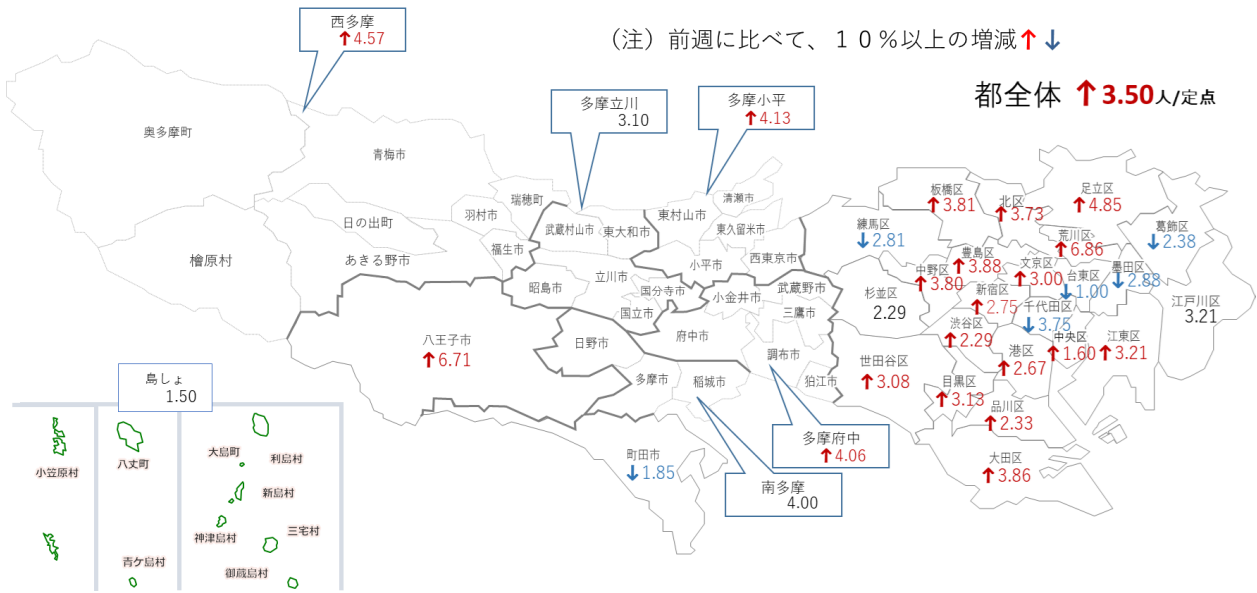 西多摩
↑4.57
（注）前週に比べて、１０％以上の増減↑↓
都全体 ↑3.50人/定点
多摩立川
3.10
多摩小平
↑4.13
奥多摩町
青梅市
瑞穂町
羽村市
日の出町
福生市
あきる野市
檜原村
武蔵村山市
東大和市
東村山市
清瀬市
東久留米市
小平市
西東京市
昭島市
立川市
国分寺市
国立市
小金井市
武蔵野市
三鷹市
八王子市
↑6.71
日野市
府中市
調布市
狛江市
多摩市
稲城市
町田市
↓1.85
多摩府中
↑4.06
南多摩
4.00
板橋区
↑3.81
北区
↑3.73
足立区
↑4.85
練馬区
↓2.81
荒川区
↑6.86
葛飾区
↓2.38
豊島区
↑3.88
文京区
↑3.00
台東区
↓1.00
墨田区
↓2.88
中野区
↑3.80
杉並区
2.29
新宿区
↑2.75
千代田区
↓3.75
江戸川区
3.21
渋谷区
↑2.29
中央区
↑1.60
江東区
↑3.21
港区
↑2.67
世田谷区
↑3.08
目黒区
↑3.13
品川区
↑2.33
大田区
↑3.86
島しょ
1.50
小笠原村
八丈町
青ケ島村
大島町
利島村
新島村
神津島村
三宅村
御蔵島村